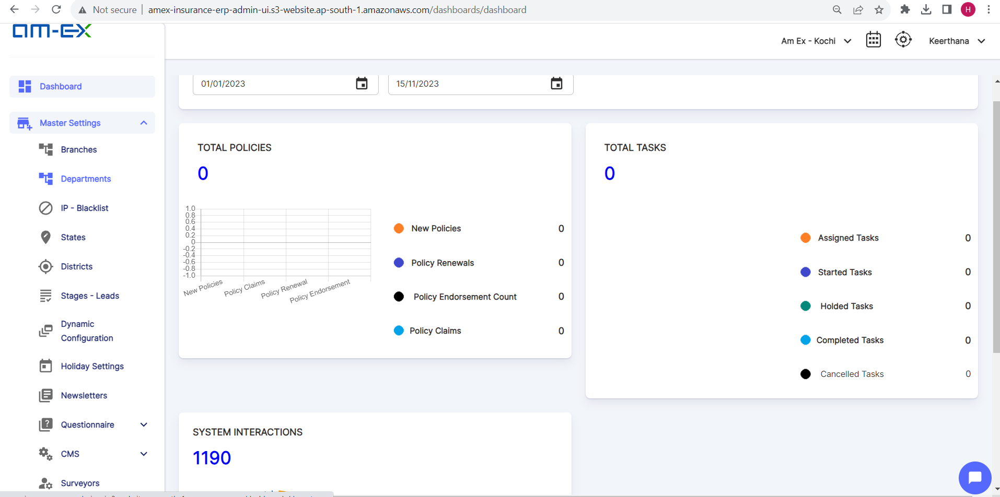 Not secure | amex-insurance-erp-admin-ui.s3-website.ap-south-1.amazonaws.com/dashboards/dashboard
H
am-ex
Am Ex - Kochi
Keerthana
01/01/2023
15/11/2023
Dashboard
Master Settings
Branches
Departments
IP - Blacklist
States
Districts
Stages - Leads
Dynamic
Configuration
Holiday Settings
Newsletters
Questionnaire
CMS
Surveyors
TOTAL POLICIES
0
1.0
0.8
0.6
0.4
0.2
0
-0.2
-0.4
-0.6
-0.8
-1.0
New Policies
Policy Claims
Policy Renewal
Policy Endorsement
New Policies 0
Policy Renewals 0
Policy Endorsement Count 0
Policy Claims 0
TOTAL TASKS
0
Assigned Tasks 0
Started Tasks 0
Holded Tasks 0
Completed Tasks 0
Cancelled Tasks 0
SYSTEM INTERACTIONS
1190